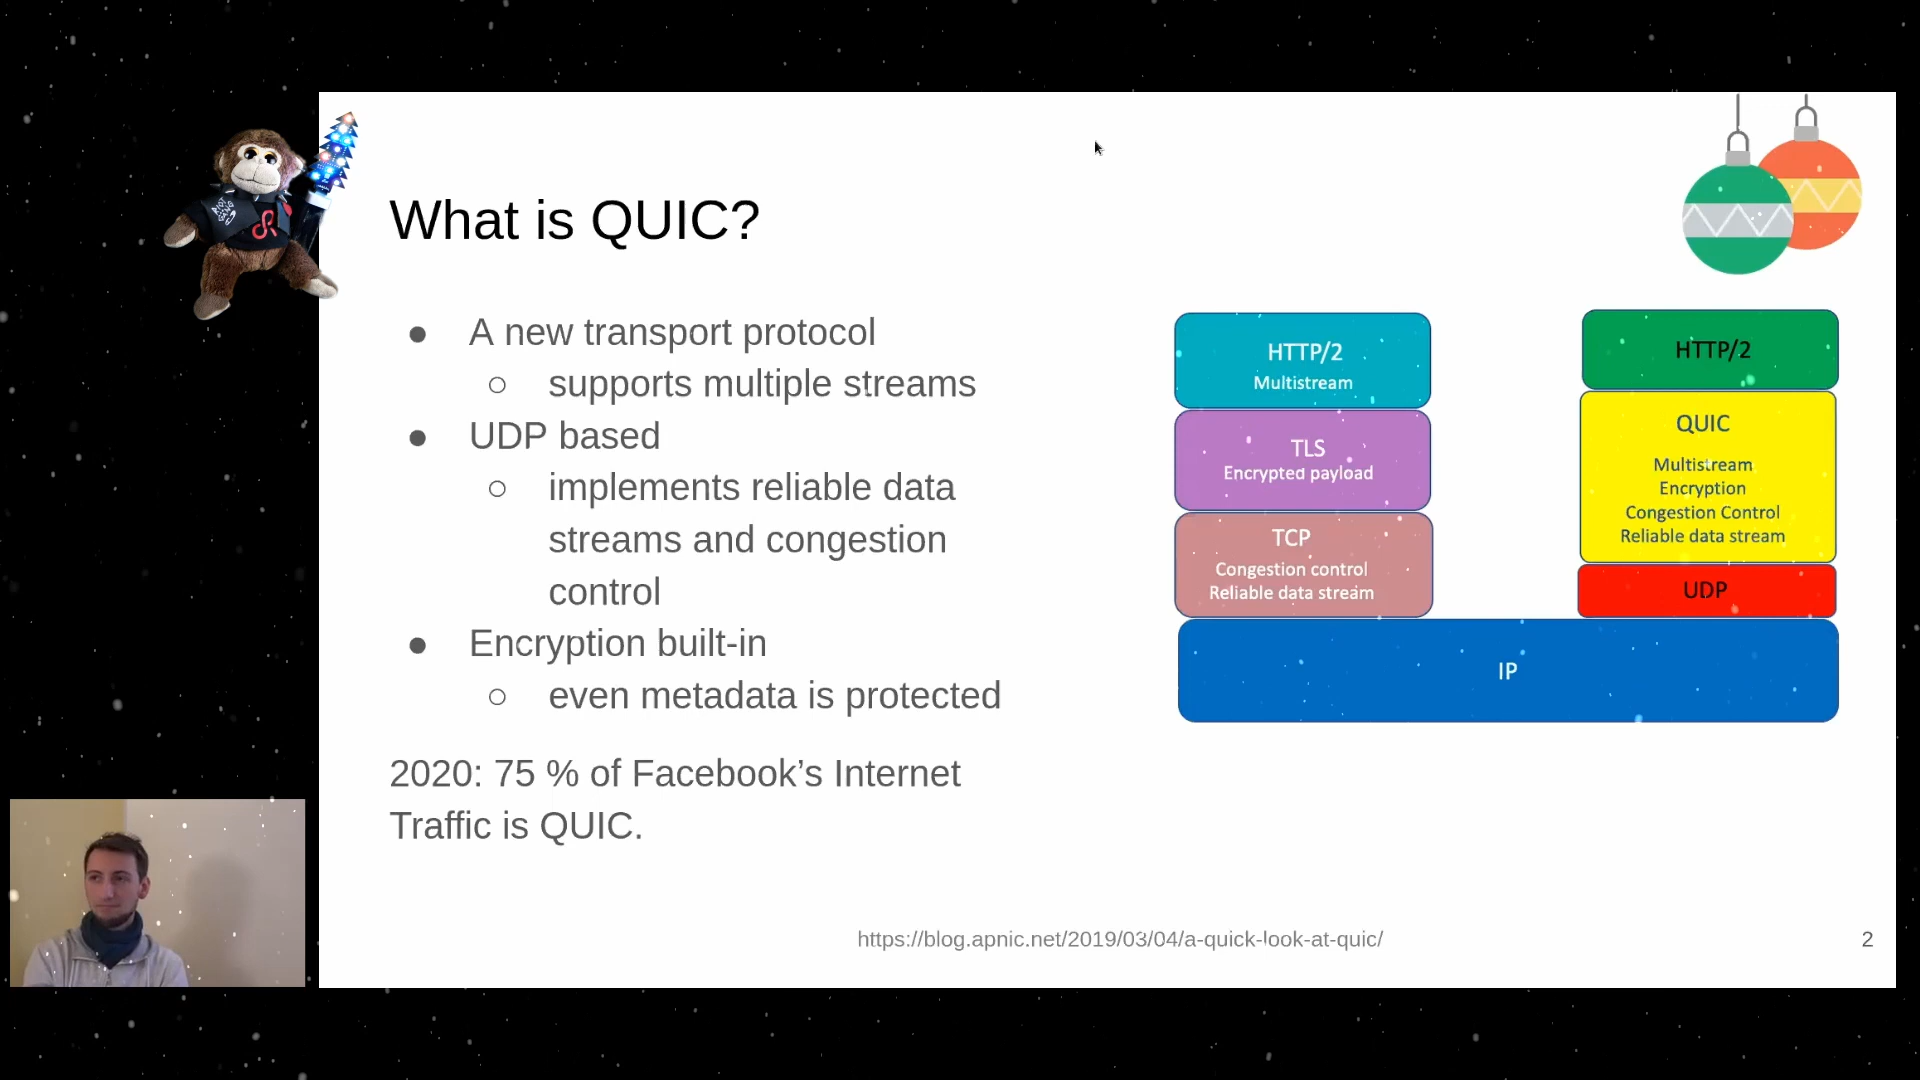 What is QUIC?
● A new transport protocol
○ supports multiple streams
● UDP based
○ implements reliable data
streams and congestion
control
● Encryption built-in
○ even metadata is protected
2020: 75 % of Facebook’s Internet
Traffic is QUIC.
HTTP/2
Multistream
TLS
Encrypted payload
TCP
Congestion control
Reliable data stream
HTTP/2
QUIC
Multistream
Encryption
Congestion Control
Reliable data stream
UDP
IP
https://blog.apnic.net/2019/03/04/a-quick-look-at-quic/
2